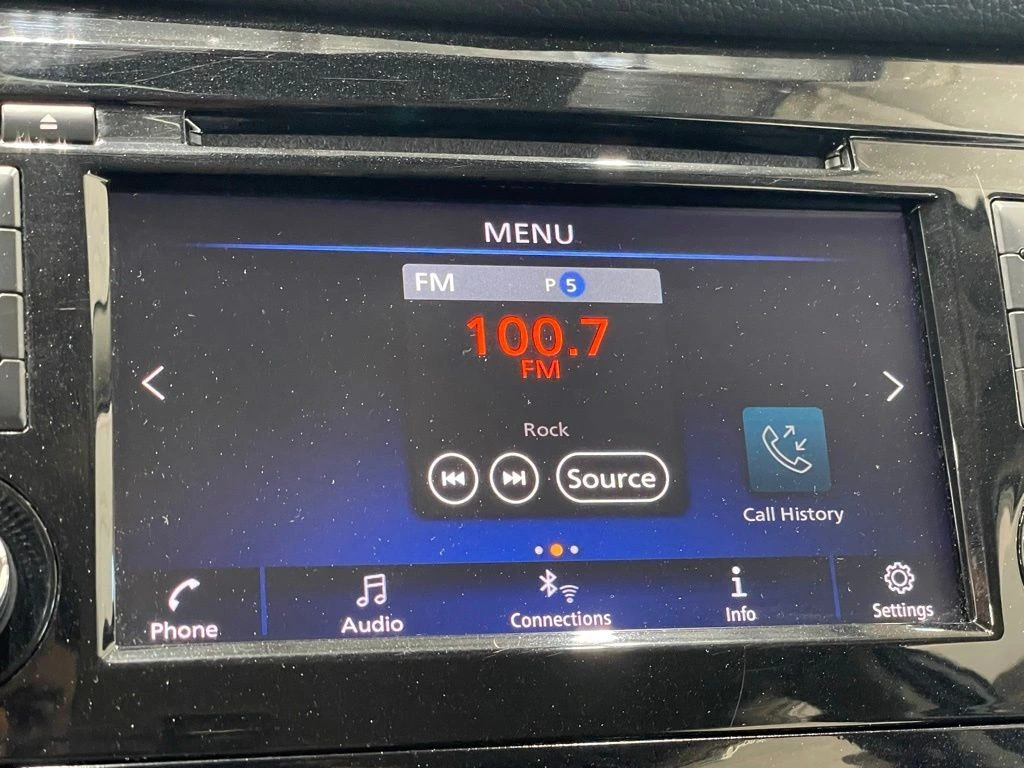 MENU
FM P 5
100.7
FM
Rock
Source
Call History
Phone Audio Connections Info Settings